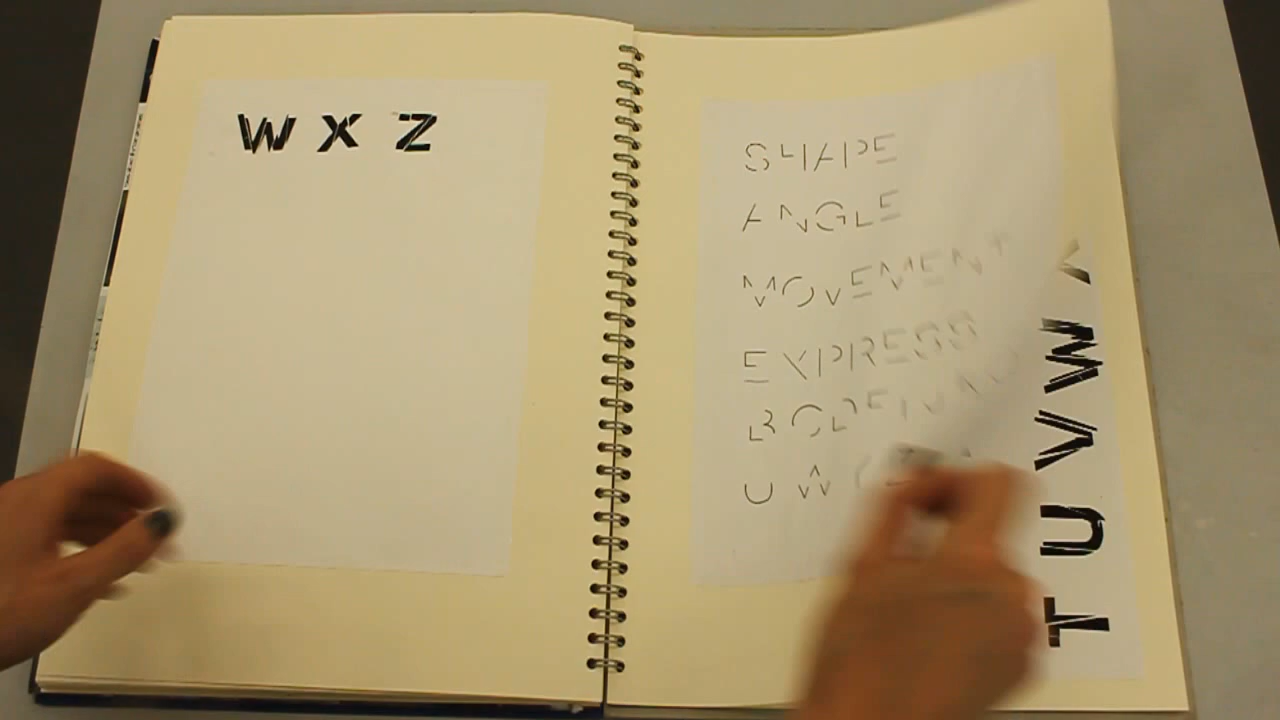 W X Z
SHAPE
ANGLE
MOVEMENT
EXPRESS
T U V W